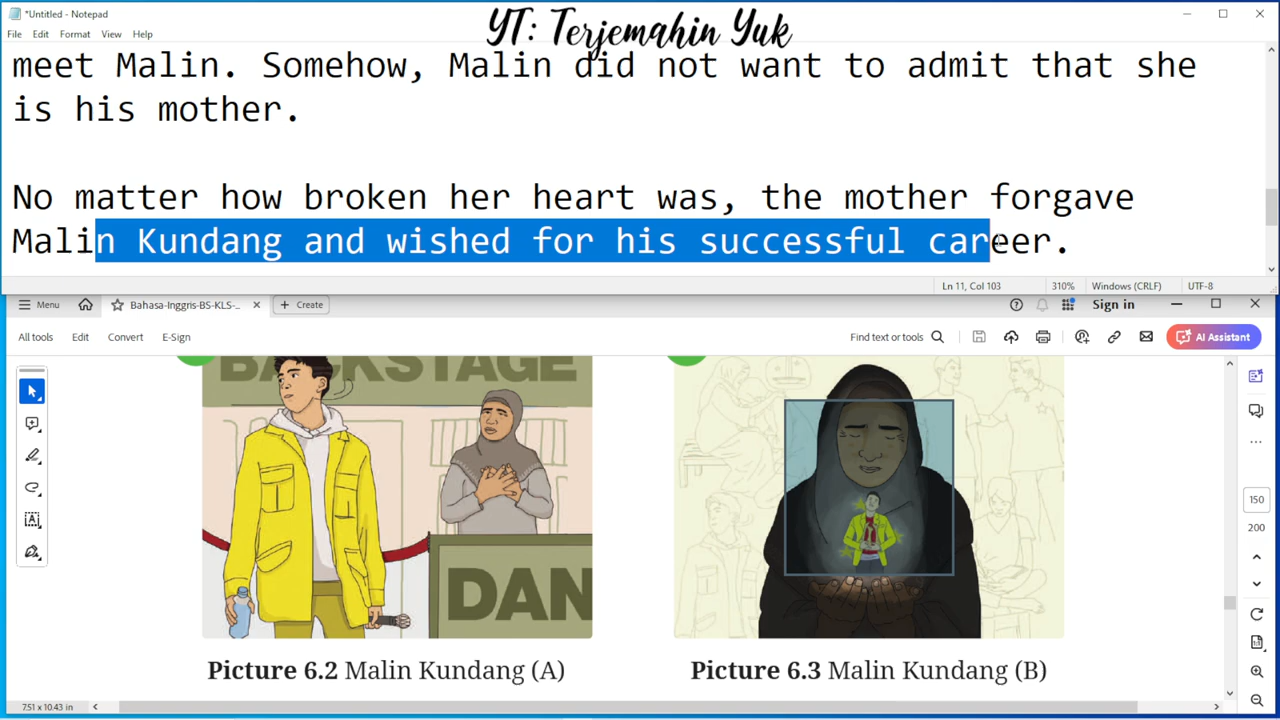 *Untitled - Notepad
YT: Terjemahin Yuk
File Edit Format View Help
meet Malin. Somehow, Malin did not want to admit that she
is his mother.
No matter how broken her heart was, the mother forgave
Malin Kundang and wished for his successful career.
Ln 11, Col 103 310% Windows (CRLF) UTF-8
Menu Bahasa-Inggris-BS-KLS-... Create Sign in
All tools Edit Convert E-Sign Find text or tools AI Assistant
BACKSTAGE
DAN
150
200
Picture 6.2 Malin Kundang (A)
Picture 6.3 Malin Kundang (B)
7.51 x 10.43 in